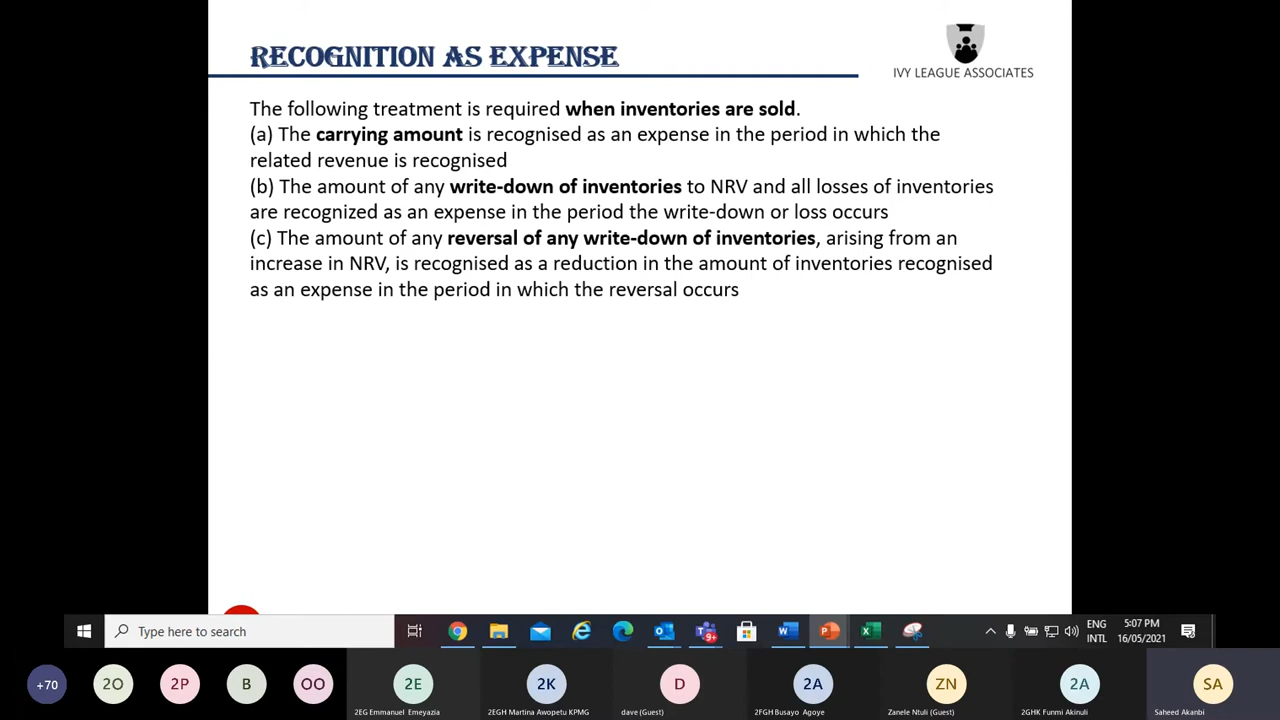 RECOGNITION AS EXPENSE
IVY LEAGUE ASSOCIATES
The following treatment is required when inventories are sold.
(a) The carrying amount is recognised as an expense in the period in which the
related revenue is recognised
(b) The amount of any write-down of inventories to NRV and all losses of inventories
are recognized as an expense in the period the write-down or loss occurs
(c) The amount of any reversal of any write-down of inventories, arising from an
increase in NRV, is recognised as a reduction in the amount of inventories recognised
as an expense in the period in which the reversal occurs
Type here to search
9+
ENG
INTL
5:07 PM
16/05/2021
+70
2O
2P
B
OO
2E
2K
D
2A
ZN
2A
SA
2EG Emmanuel Emeyazia
2EGH Martina Awopetu KPMG
dave (Guest)
2FGH Busayo Agoye
Zanele Ntuli (Guest)
2GHK Funmi Akinuli
Saheed Akanbi